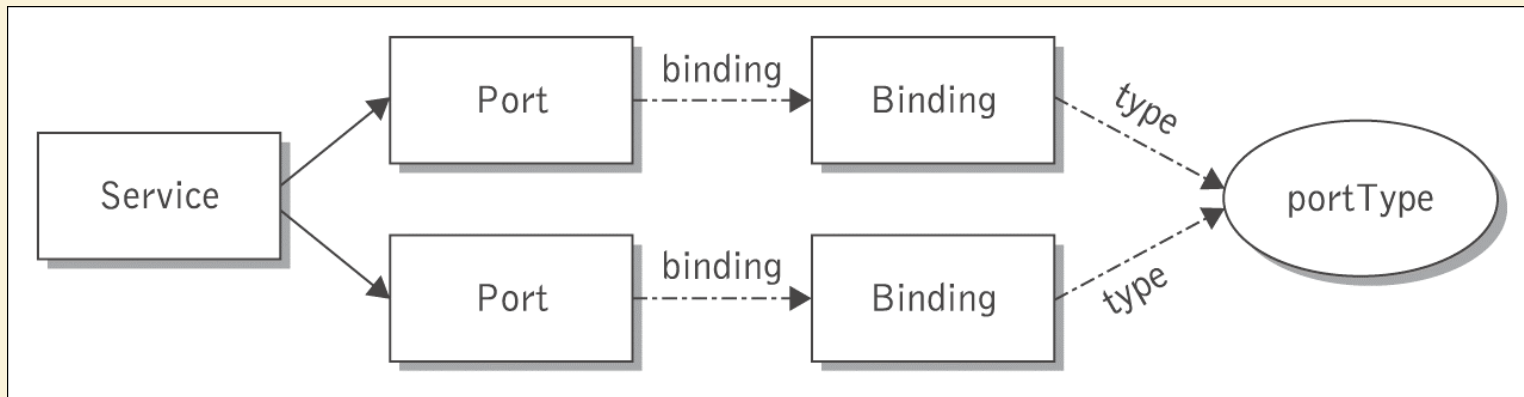 Service
Port
binding
Binding
type
Port
binding
Binding
type
portType